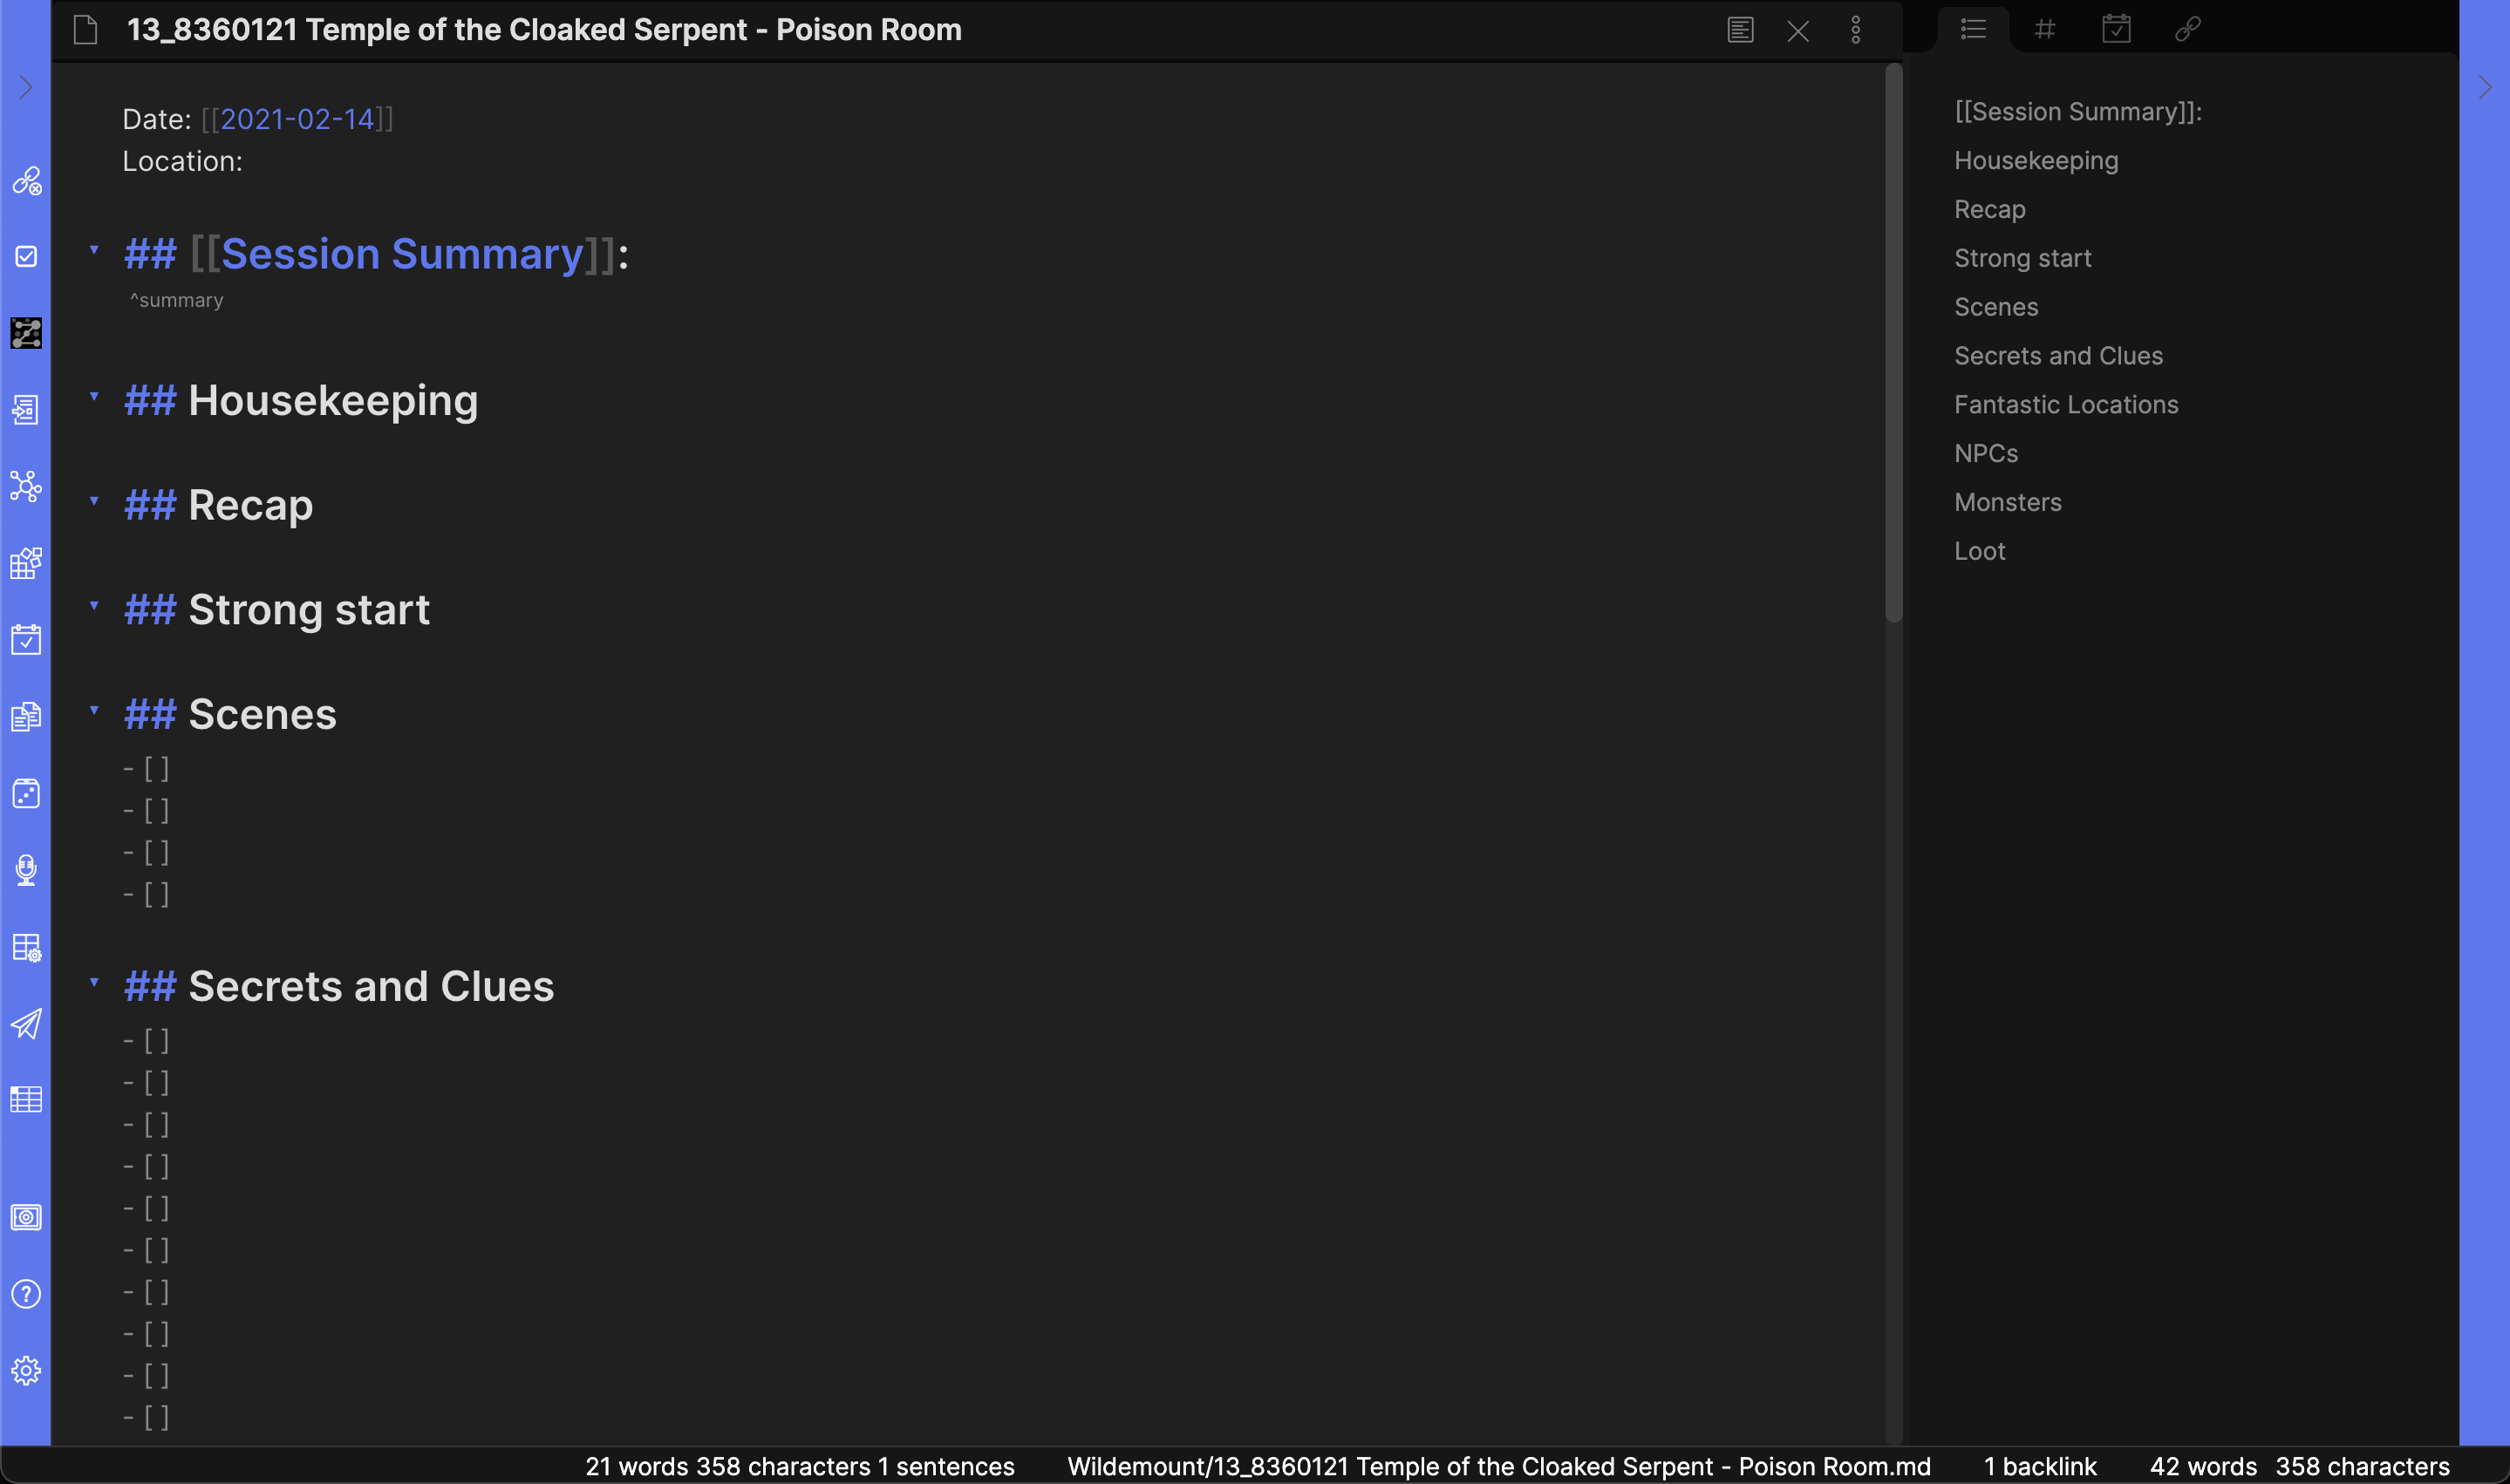 13_8360121 Temple of the Cloaked Serpent - Poison Room
Date: [[2021-02-14]]
Location:
## [[Session Summary]]:
^summary
## Housekeeping
## Recap
## Strong start
## Scenes
- [ ]
- [ ]
- [ ]
- [ ]
## Secrets and Clues
- [ ]
- [ ]
- [ ]
- [ ]
- [ ]
- [ ]
- [ ]
- [ ]
- [ ]
- [ ]
[[Session Summary]]:
Housekeeping
Recap
Strong start
Scenes
Secrets and Clues
Fantastic Locations
NPCs
Monsters
Loot
21 words 358 characters 1 sentences
Wildemount/13_8360121 Temple of the Cloaked Serpent - Poison Room.md
1 backlink
42 words 358 characters